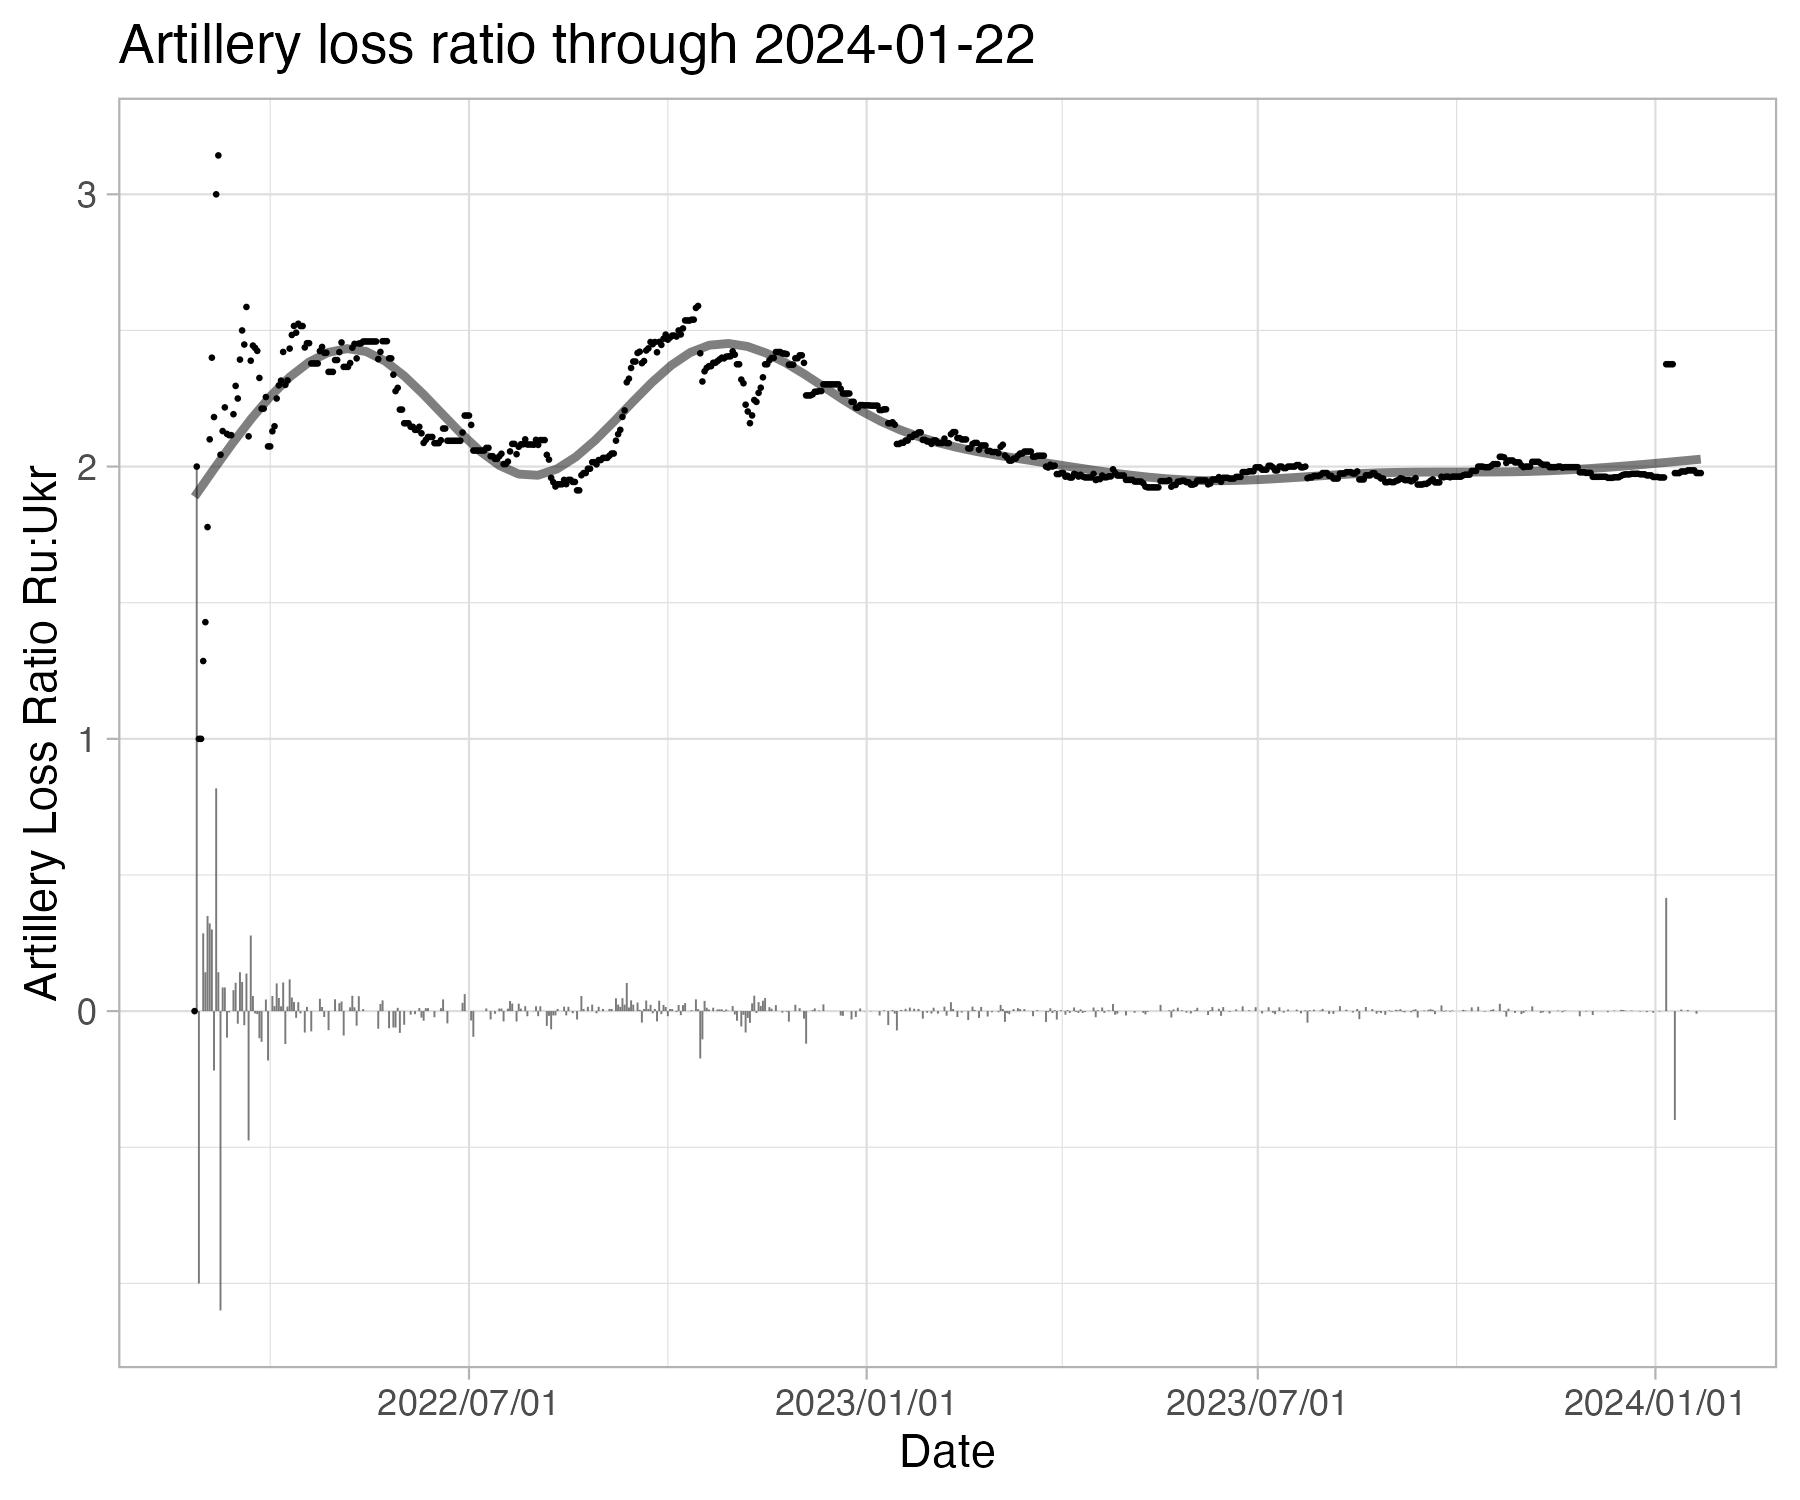 Artillery loss ratio through 2024-01-22
Artillery Loss Ratio Ru:Ukr
3
2
1
0
2022/07/01
2023/01/01
2023/07/01
2024/01/01
Date